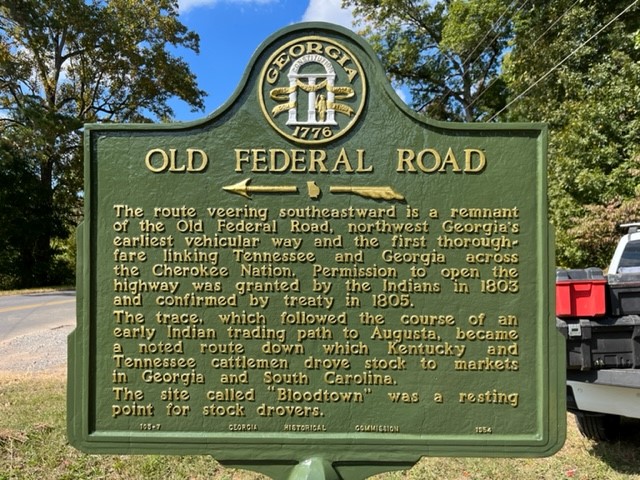 GEORGIA
CONSTITUTION
1776
OLD FEDERAL ROAD
The route veering southeastward is a remnant
of the Old Federal Road, northwest Georgia's
earliest vehicular way and the first thorough-
fare linking Tennessee and Georgia across
the Cherokee Nation. Permission to open the
highway was granted by the Indians in 1803
and confirmed by treaty in 1805.
The trace, which followed the course of an
early Indian trading path to Augusta, became
a noted route down which Kentucky and
Tennessee cattlemen drove stock to markets
in Georgia and South Carolina.
The site called "Bloodtown" was a resting
point for stock drovers.
GEORGIA HISTORICAL COMMISSION 1954